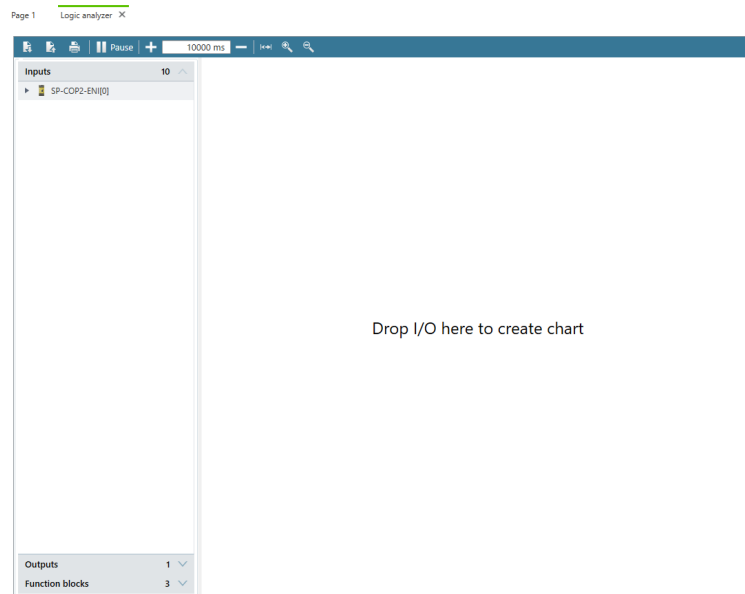 Page 1 Logic analyzer
Pause 10000 ms
Inputs 10
SP-COP2-ENI[0]
Drop I/O here to create chart
Outputs 1
Function blocks 3